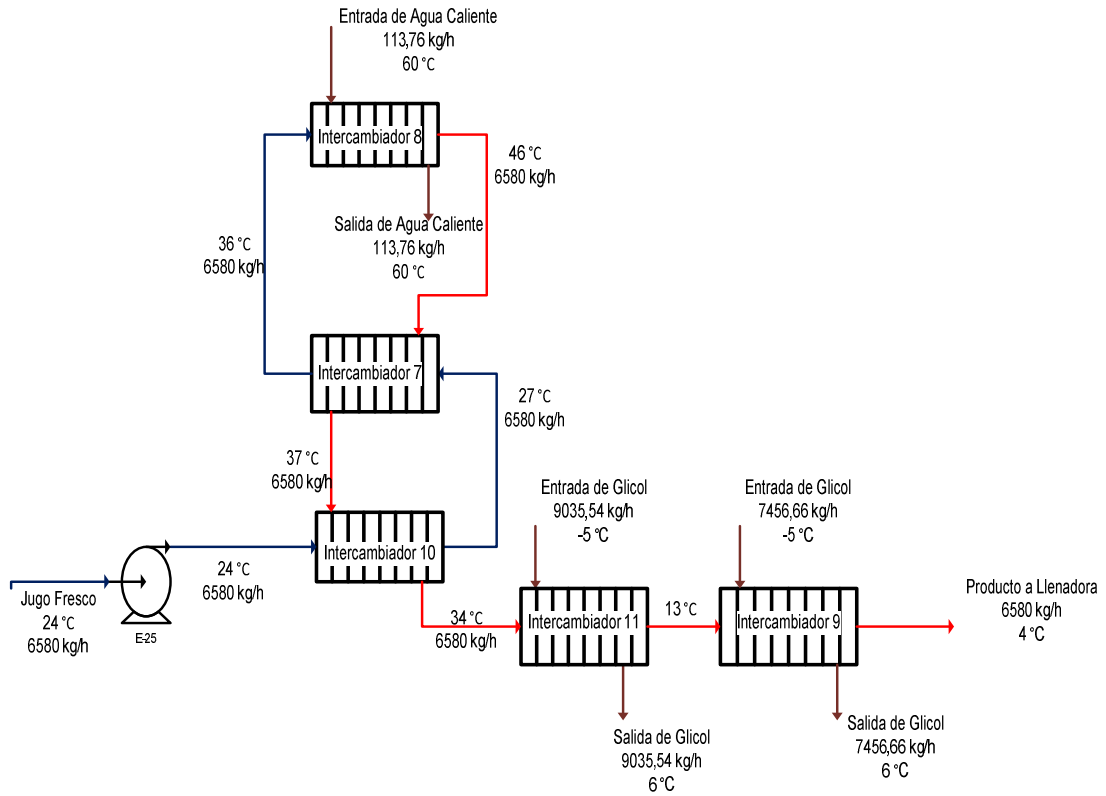 Entrada de Agua Caliente
113,76 kg/h
60 °C
Intercambiador 8
46 °C
6580 kg/h
Salida de Agua Caliente
113,76 kg/h
60 °C
36 °C
6580 kg/h
Intercambiador 7
27 °C
6580 kg/h
37 °C
6580 kg/h
Intercambiador 10
24 °C
6580 kg/h
Jugo Fresco
24 °C
6580 kg/h
E-25
34 °C
6580 kg/h
Entrada de Glicol
9035,54 kg/h
-5 °C
Intercambiador 11
13 °C
Salida de Glicol
9035,54 kg/h
6 °C
Entrada de Glicol
7456,66 kg/h
-5 °C
Intercambiador 9
Salida de Glicol
7456,66 kg/h
6 °C
Producto a Llenadora
6580 kg/h
4 °C